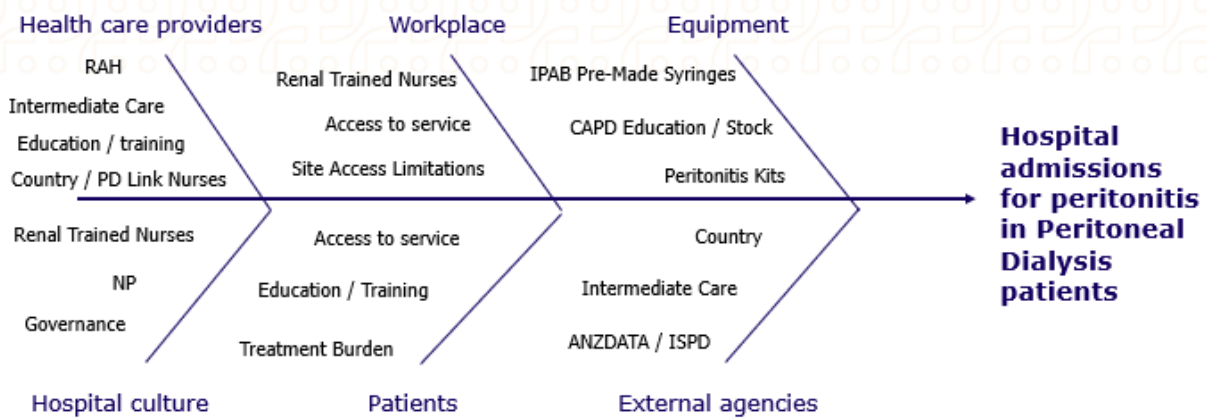 Health care providers
Workplace
Equipment
RAH
Intermediate Care
Education / training
Country / PD Link Nurses
Renal Trained Nurses
Access to service
Site Access Limitations
IPAB Pre-Made Syringes
CAPD Education / Stock
Peritonitis Kits
Hospital
admissions
for peritonitis
in Peritoneal
Dialysis
patients
Renal Trained Nurses
NP
Governance
Access to service
Education / Training
Treatment Burden
Country
Intermediate Care
ANZDATA / ISPD
Hospital culture
Patients
External agencies